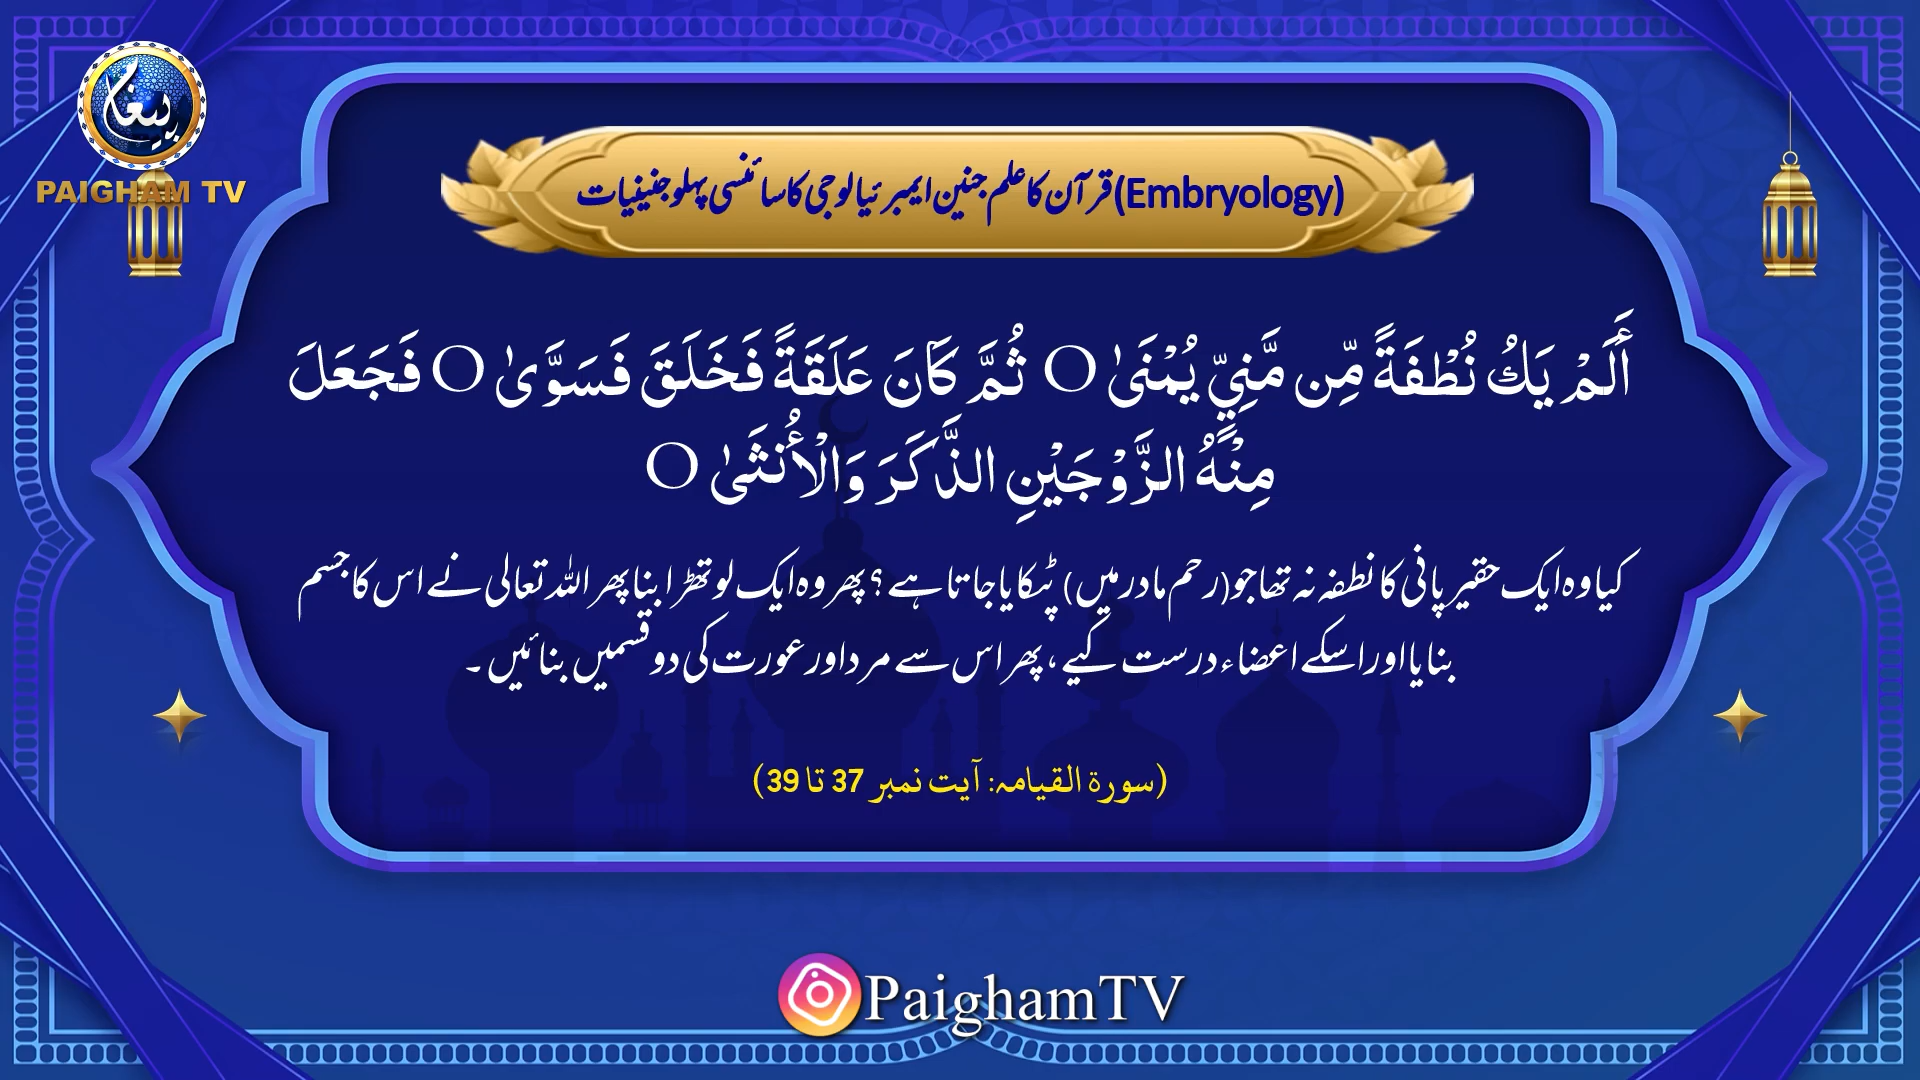 پیغام
PAIGHAM TV
(Embryology) قرآن کا علم جنین ایمبرئیالوجی کا سائنسی پہلو جنینیات
أَلَمْ يَكُ نُطْفَةً مِّن مَّنِيٍّ يُمْنَىٰ ○ ثُمَّ كَانَ عَلَقَةً فَخَلَقَ فَسَوَّىٰ ○ فَجَعَلَ
مِنْهُ الزَّوْجَيْنِ الذَّكَرَ وَالْأُنثَىٰ ○
کیا وہ ایک حقیر پانی کا نطفہ نہ تھا جو (رحم مادر میں) ٹپکایا جاتا ہے؟ پھر وہ ایک لوتھڑا بنا پھر اللہ تعالی نے اس کا جسم
بنایا اور اسکے اعضاء درست کیے، پھر اس سے مرد اور عورت کی دو قسمیں بنائیں۔
(سورۃ القیامہ: آیت نمبر 37 تا 39)
PaighamTV